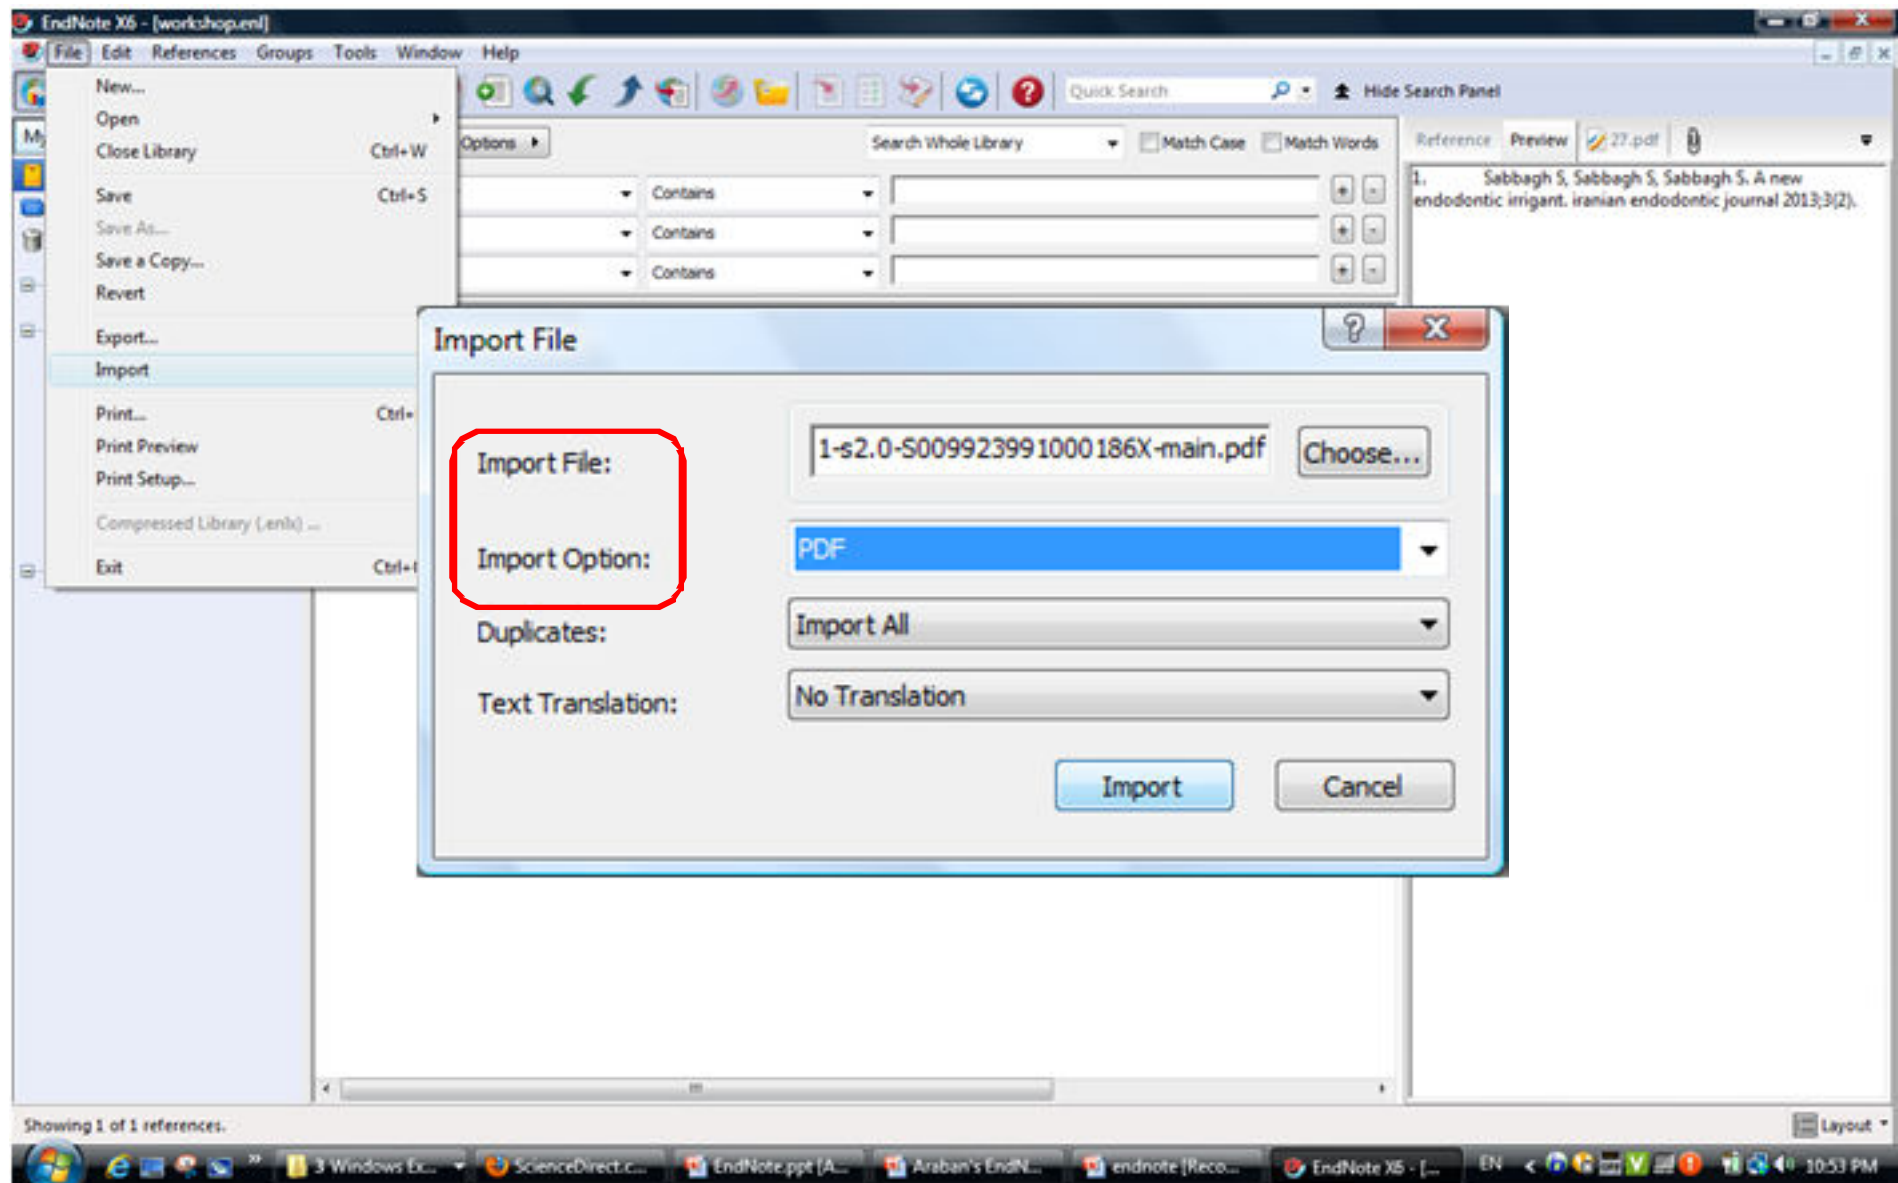 EndNote X6 - [workshop.enl]
File Edit References Groups Tools Window Help
Quick Search Hide Search Panel
New...
Open
Close Library Ctrl+W
Save Ctrl+S
Save As...
Save a Copy...
Revert
Export...
Import
Print... Ctrl+
Print Preview
Print Setup...
Compressed Library (.enlx) ...
Exit Ctrl+
My
Options Search Whole Library Match Case Match Words
Contains
Contains
Contains
Reference Preview 27.pdf
1. Sabbagh S, Sabbagh S, Sabbagh S. A new
endodontic irrigant. iranian endodontic journal 2013;3(2).
Import File
Import File: 1-s2.0-S009923991000186X-main.pdf Choose...
Import Option: PDF
Duplicates: Import All
Text Translation: No Translation
Import Cancel
Showing 1 of 1 references. Layout
3 Windows Ex... ScienceDirect.c... EndNote.ppt [A... Araban's EndN... endnote [Reco... EndNote X6 - [... EN 10:53 PM